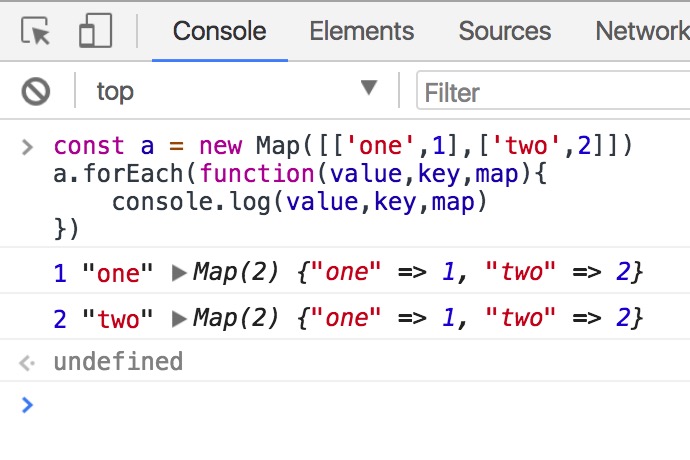 Console Elements Sources Network
top Filter
const a = new Map([['one',1],['two',2]])
a.forEach(function(value,key,map){
    console.log(value,key,map)
})
1 "one" ▶Map(2) {"one" => 1, "two" => 2}
2 "two" ▶Map(2) {"one" => 1, "two" => 2}
undefined